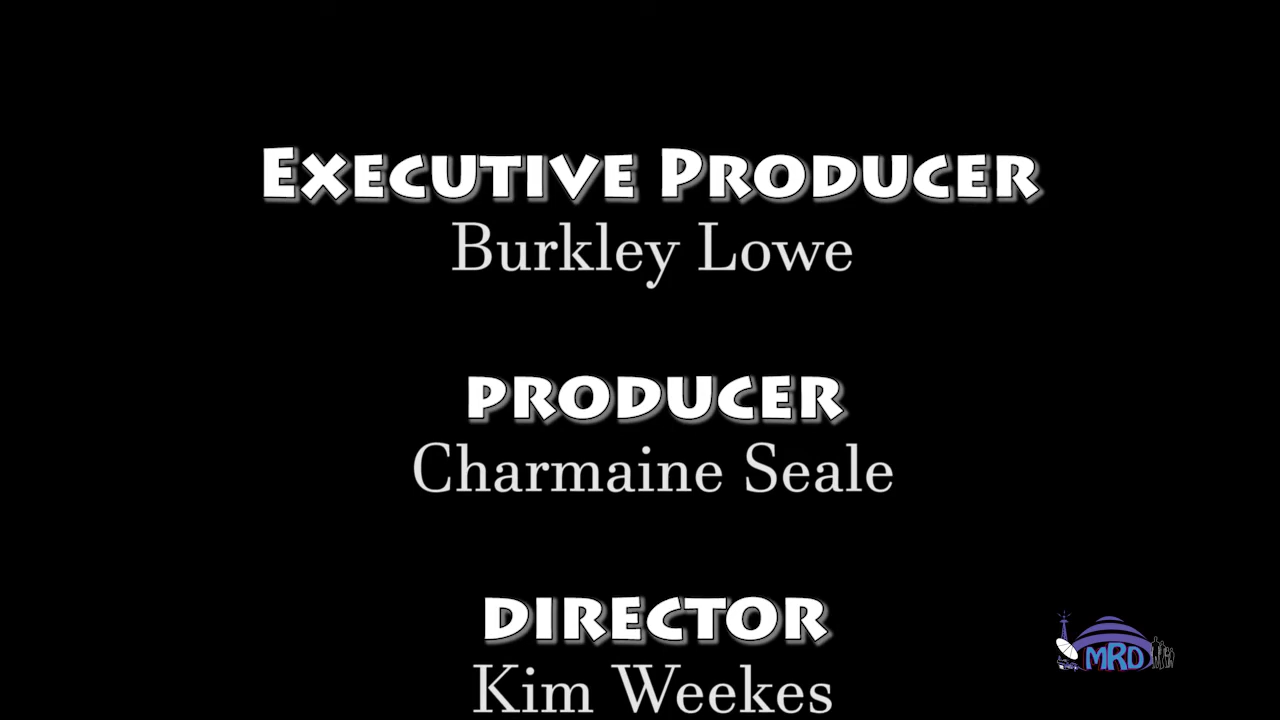 Executive Producer
Burkley Lowe
PRODUCER
Charmaine Seale
DIRECTOR
Kim Weekes
MRD